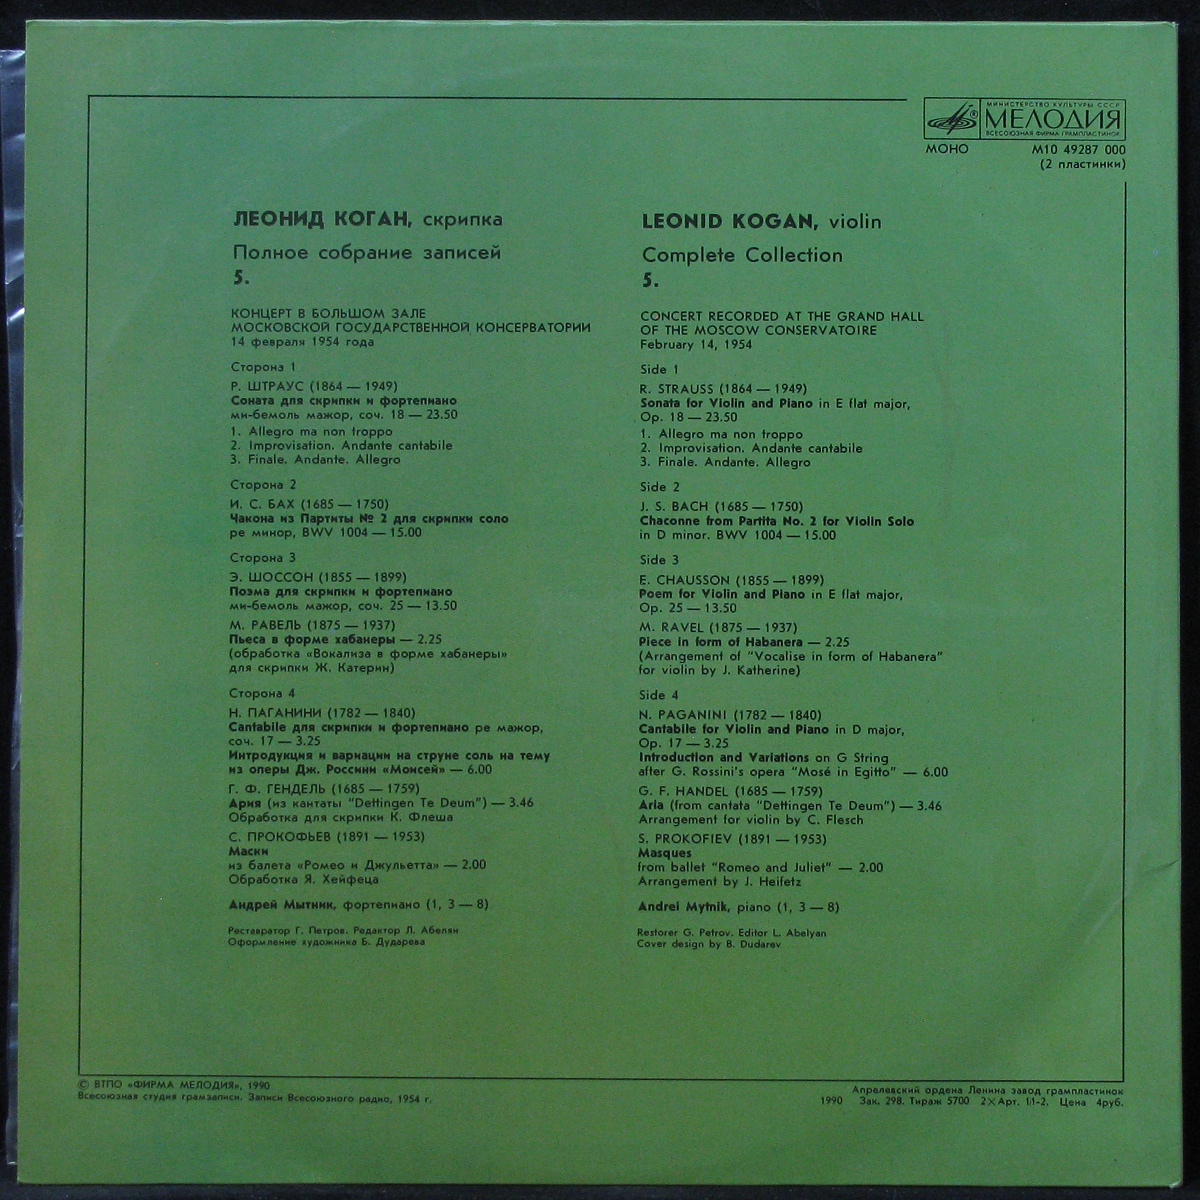 МИНИСТЕРСТВО КУЛЬТУРЫ СССР
МЕЛОДИЯ
ВСЕСОЮЗНАЯ ФИРМА ГРАМПЛАСТИНОК
МОНО М10 49287 000
(2 пластинки)
ЛЕОНИД КОГАН, скрипка
Полное собрание записей
5.
КОНЦЕРТ В БОЛЬШОМ ЗАЛЕ
МОСКОВСКОЙ ГОСУДАРСТВЕННОЙ КОНСЕРВАТОРИИ
14 февраля 1954 года
Сторона 1
Р. ШТРАУС (1864 — 1949)
Соната для скрипки и фортепиано
ми-бемоль мажор, соч. 18 — 23.50
1. Allegro ma non troppo
2. Improvisation. Andante cantabile
3. Finale. Andante. Allegro
Сторона 2
И. С. БАХ (1685 — 1750)
Чакона из Партиты № 2 для скрипки соло
ре минор, BWV 1004 — 15.00
Сторона 3
Э. ШОССОН (1855 — 1899)
Поэма для скрипки и фортепиано
ми-бемоль мажор, соч. 25 — 13.50
М. РАВЕЛЬ (1875 — 1937)
Пьеса в форме хабанеры — 2.25
(обработка «Вокализа в форме хабанеры»
для скрипки Ж. Катерин)
Сторона 4
Н. ПАГАНИНИ (1782 — 1840)
Cantabile для скрипки и фортепиано ре мажор,
соч. 17 — 3.25
Интродукция и вариации на струне соль на тему
из оперы Дж. Россини «Моисей» — 6.00
Г. Ф. ГЕНДЕЛЬ (1685 — 1759)
Ария (из кантаты "Dettingen Te Deum") — 3.46
Обработка для скрипки К. Флеша
С. ПРОКОФЬЕВ (1891 — 1953)
Маски
из балета «Ромео и Джульетта» — 2.00
Обработка Я. Хейфеца
Андрей Мытник, фортепиано (1, 3 — 8)
Реставратор Г. Петров. Редактор Л. Абелян
Оформление художника Б. Дударева
LEONID KOGAN, violin
Complete Collection
5.
CONCERT RECORDED AT THE GRAND HALL
OF THE MOSCOW CONSERVATOIRE
February 14, 1954
Side 1
R. STRAUSS (1864 — 1949)
Sonata for Violin and Piano in E flat major,
Op. 18 — 23.50
1. Allegro ma non troppo
2. Improvisation. Andante cantabile
3. Finale. Andante. Allegro
Side 2
J. S. BACH (1685 — 1750)
Chaconne from Partita No. 2 for Violin Solo
in D minor. BWV 1004 — 15.00
Side 3
E. CHAUSSON (1855 — 1899)
Poem for Violin and Piano in E flat major,
Op. 25 — 13.50
M. RAVEL (1875 — 1937)
Piece in form of Habanera — 2.25
(Arrangement of "Vocalise in form of Habanera"
for violin by J. Katherine)
Side 4
N. PAGANINI (1782 — 1840)
Cantabile for Violin and Piano in D major,
Op. 17 — 3.25
Introduction and Variations on G String
after G. Rossini's opera "Mosé in Egitto" — 6.00
G. F. HANDEL (1685 — 1759)
Aria (from cantata "Dettingen Te Deum") — 3.46
Arrangement for violin by C. Flesch
S. PROKOFIEV (1891 — 1953)
Masques
from ballet "Romeo and Juliet" — 2.00
Arrangement by J. Heifetz
Andrei Mytnik, piano (1, 3 — 8)
Restorer G. Petrov. Editor L. Abelyan
Cover design by B. Dudarev
© ВТПО «ФИРМА МЕЛОДИЯ», 1990
Всесоюзная студия грамзаписи. Записи Всесоюзного радио, 1954 г.
Апрелевский ордена Ленина завод грампластинок
1990 Зак. 298. Тираж 5700 2×Арт. 11-2. Цена 4руб.